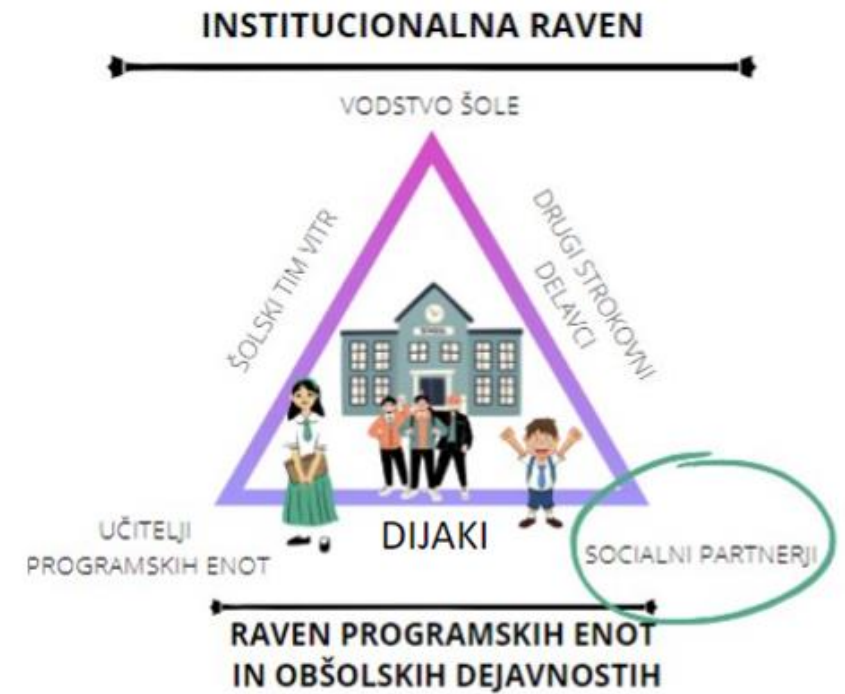 INSTITUCIONALNA RAVEN
VODSTVO ŠOLE
ŠOLSKI TIM VITR
DRUGI STROKOVNI
DELAVCI
UČITELJI
PROGRAMSKIH ENOT
DIJAKI
SOCIALNI PARTNERJI
RAVEN PROGRAMSKIH ENOT
IN OBŠOLSKIH DEJAVNOSTIH